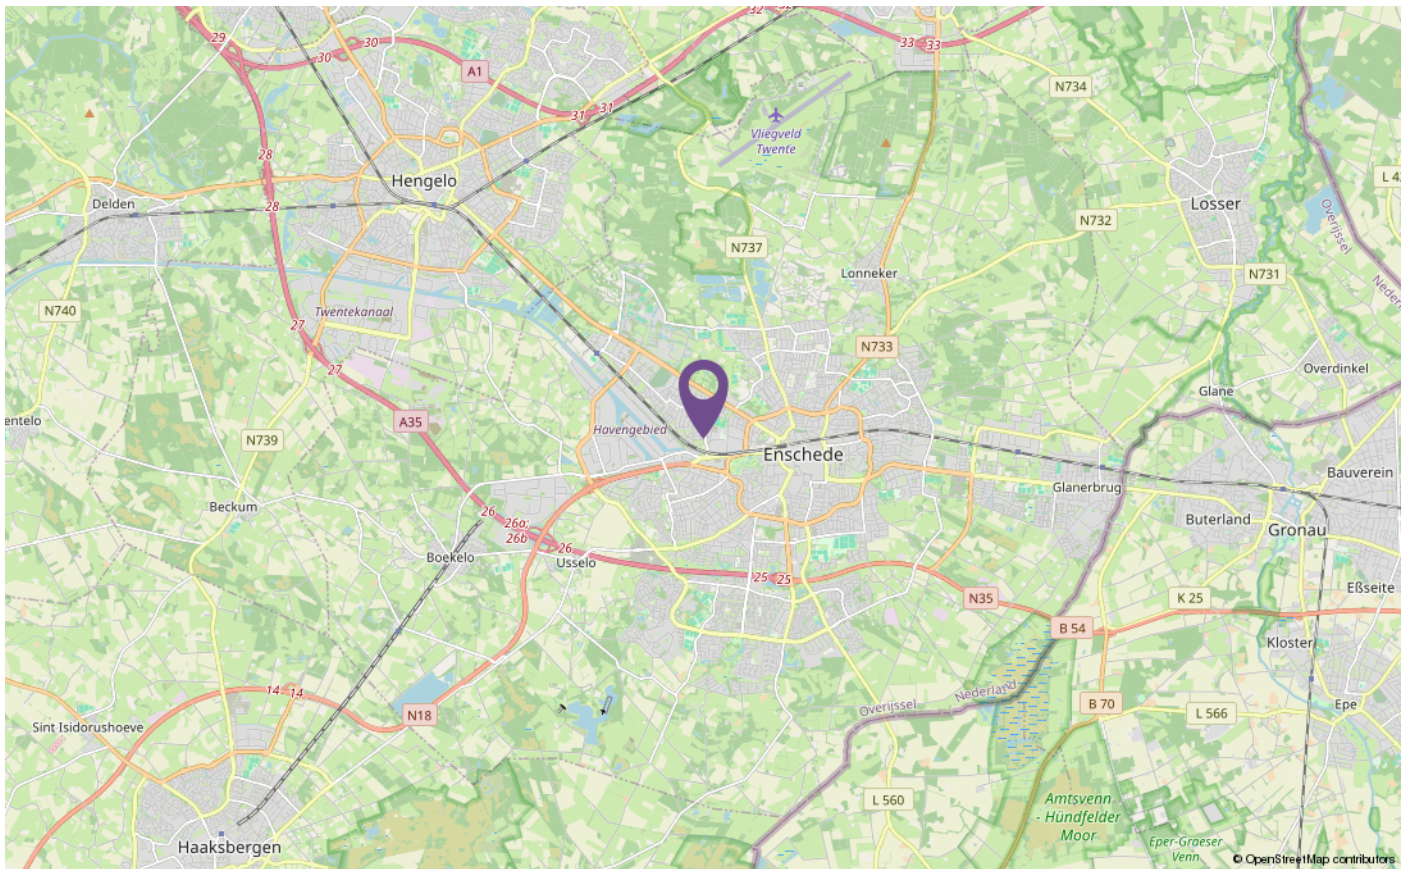 29
30
30
32
32
33
33
A1
N734
31
31
Vliegveld
Twente
28
Hengelo
L 4
Delden
28
Losser
Overijssel
N732
N737
Lonneker
N731
Neder
N740
Twentekanaal
27
N733
27
Overdinkel
Glane
entelo
A35
Havengebied
N739
Enschede
Bauverein
Glanerbrug
Beckum
26
Buterland
26a;
26b
Gronau
26
Boekelo
Usselo
25
25
Eßseite
N35
K 25
B 54
Kloster
14
14
Nederland
Overijssel
B 70
Epe
N18
L 566
Sint Isidorushoeve
L 560
Amtsvenn
- Hündfelder
Moor
Eper-Graeser
Venn
Haaksbergen
© OpenStreetMap contributors